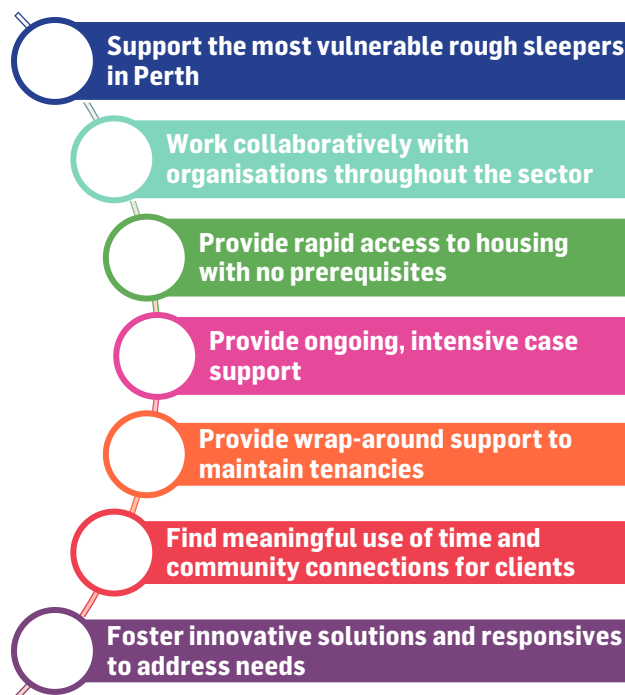 Support the most vulnerable rough sleepers
in Perth
Work collaboratively with
organisations throughout the sector
Provide rapid access to housing
with no prerequisites
Provide ongoing, intensive case
support
Provide wrap-around support to
maintain tenancies
Find meaningful use of time and
community connections for clients
Foster innovative solutions and responsives
to address needs